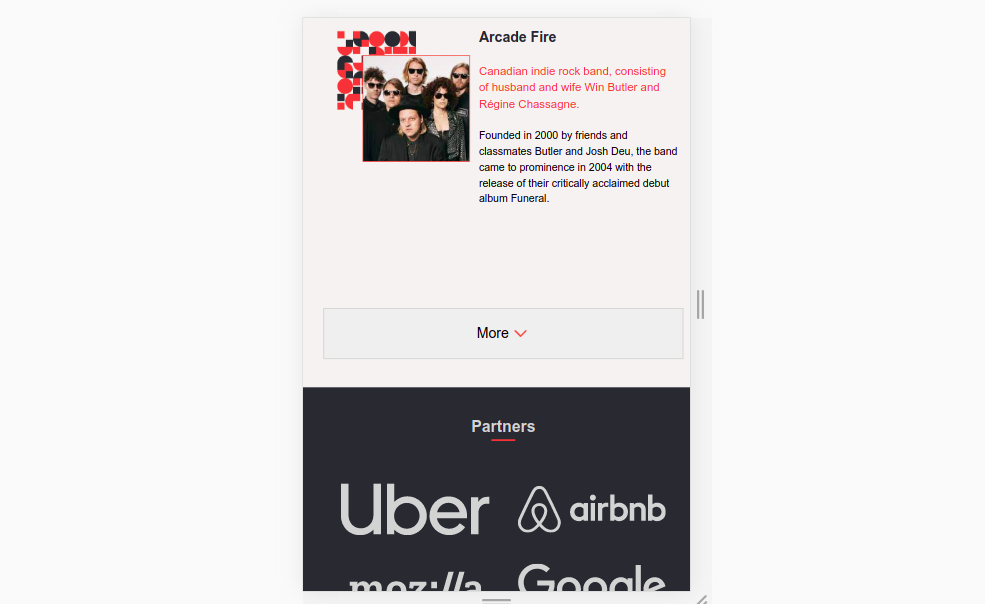 Arcade Fire
Canadian indie rock band, consisting
of husband and wife Win Butler and
Régine Chassagne.
Founded in 2000 by friends and
classmates Butler and Josh Deu, the band
came to prominence in 2004 with the
release of their critically acclaimed debut
album Funeral.
More
Partners
Uber
airbnb
moz://a
Google